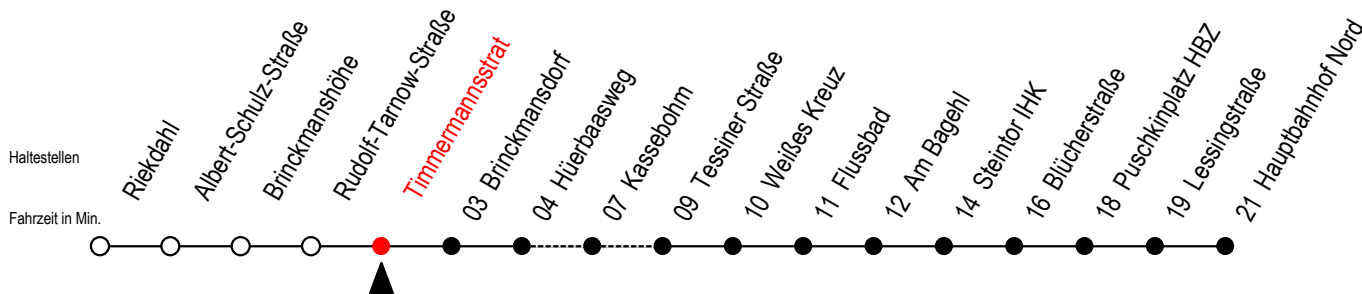 Haltestellen
Riekdahl
Albert-Schulz-Straße
Brinckmanshöhe
Rudolf-Tarnow-Straße
Timmermannsstrat
03 Brinckmansdorf
04 Hüerbaasweg
07 Kassebohm
09 Tessiner Straße
10 Weißes Kreuz
11 Flussbad
12 Am Bagehl
14 Steintor IHK
16 Blücherstraße
18 Puschkinplatz HBZ
19 Lessingstraße
21 Hauptbahnhof Nord
Fahrzeit in Min.